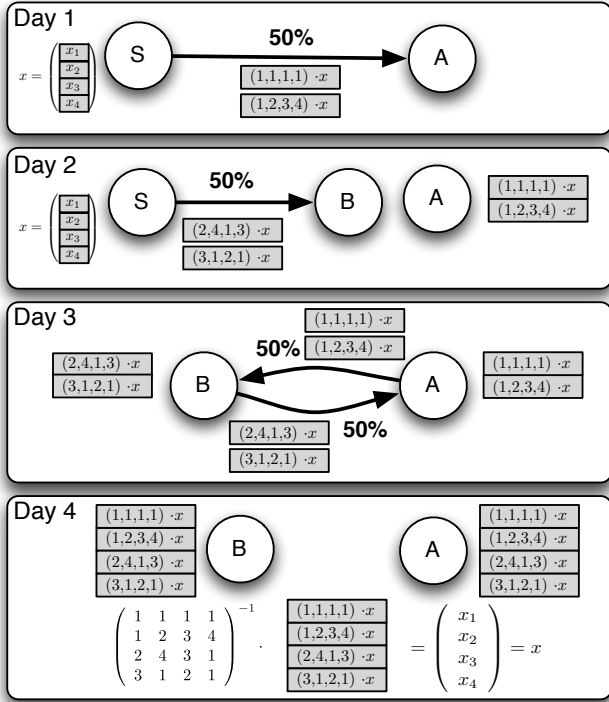 Day 1
50%
S
A
x =
x₁
x₂
x₃
x₄
(1,1,1,1) ·x
(1,2,3,4) ·x
Day 2
50%
S
B
A
x =
x₁
x₂
x₃
x₄
(2,4,1,3) ·x
(3,1,2,1) ·x
(1,1,1,1) ·x
(1,2,3,4) ·x
Day 3
(1,1,1,1) ·x
(1,2,3,4) ·x
50%
(2,4,1,3) ·x
(3,1,2,1) ·x
B
A
(1,1,1,1) ·x
(1,2,3,4) ·x
50%
(2,4,1,3) ·x
(3,1,2,1) ·x
Day 4
(1,1,1,1) ·x
(1,2,3,4) ·x
(2,4,1,3) ·x
(3,1,2,1) ·x
B
A
(1,1,1,1) ·x
(1,2,3,4) ·x
(2,4,1,3) ·x
(3,1,2,1) ·x
1 1 1 1
1 2 3 4
2 4 3 1
3 1 2 1
−1
·
(1,1,1,1) ·x
(1,2,3,4) ·x
(2,4,1,3) ·x
(3,1,2,1) ·x
=
x₁
x₂
x₃
x₄
= x